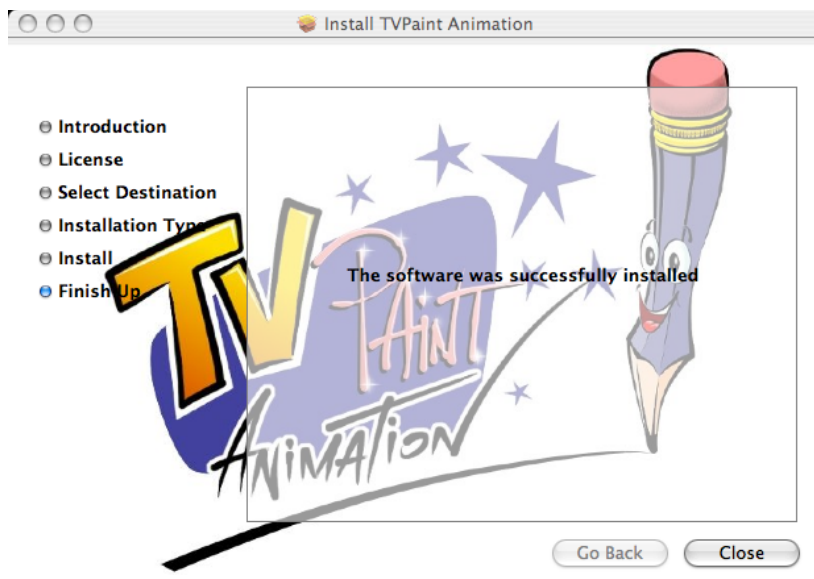 Install TVPaint Animation
Introduction
License
Select Destination
Installation Type
Install
Finish Up
The software was successfully installed
TV
PAINT
ANIMATION
Go Back
Close